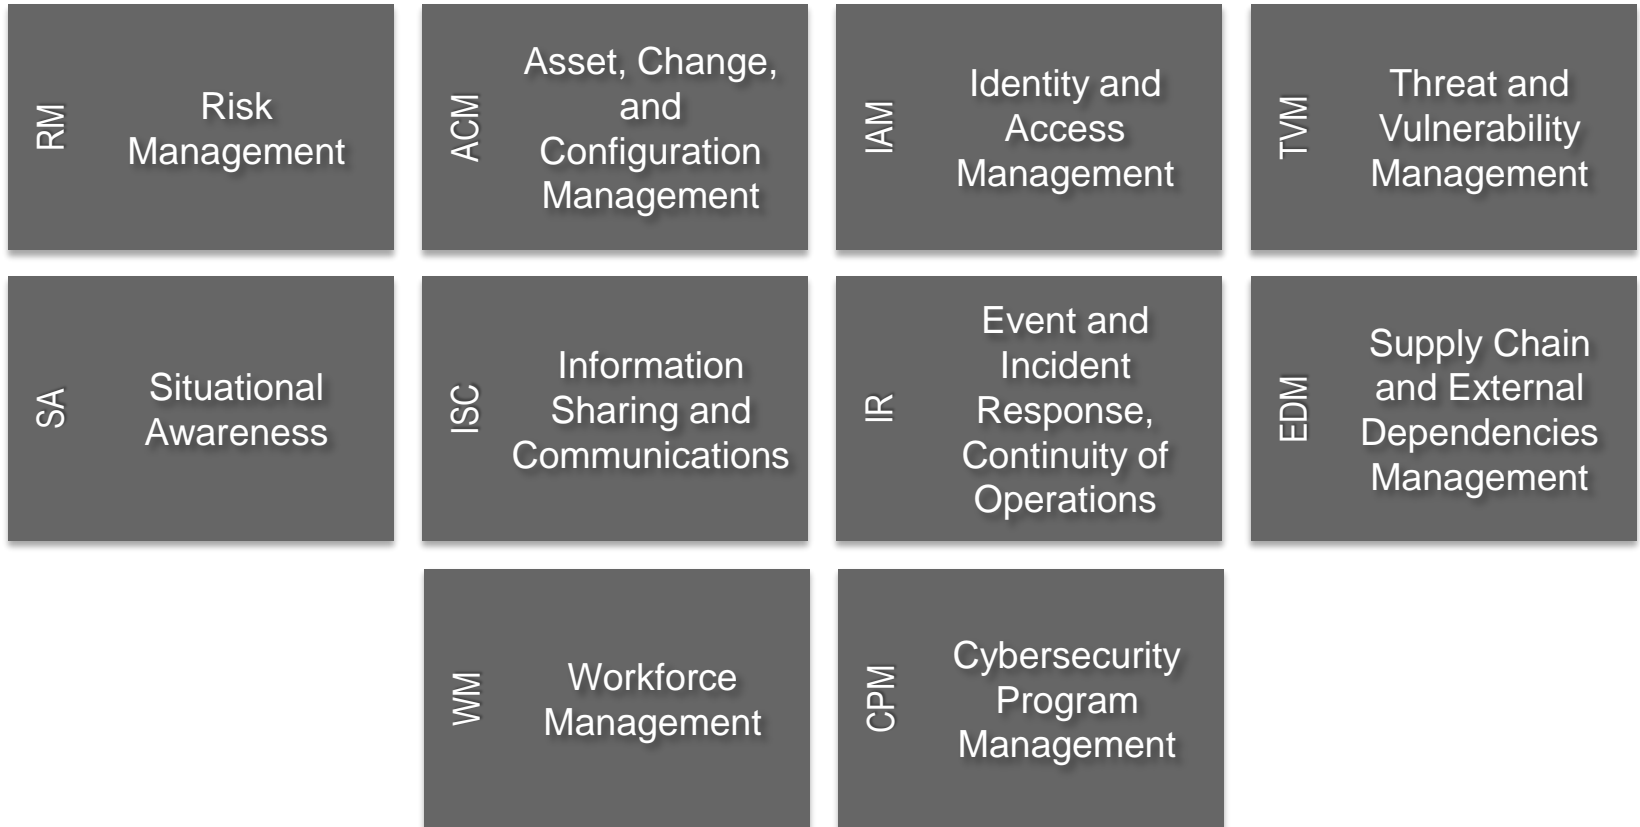 RM
Risk
Management
ACM
Asset, Change,
and
Configuration
Management
IAM
Identity and
Access
Management
TVM
Threat and
Vulnerability
Management
SA
Situational
Awareness
ISC
Information
Sharing and
Communications
IR
Event and
Incident
Response,
Continuity of
Operations
EDM
Supply Chain
and External
Dependencies
Management
WM
Workforce
Management
CPM
Cybersecurity
Program
Management